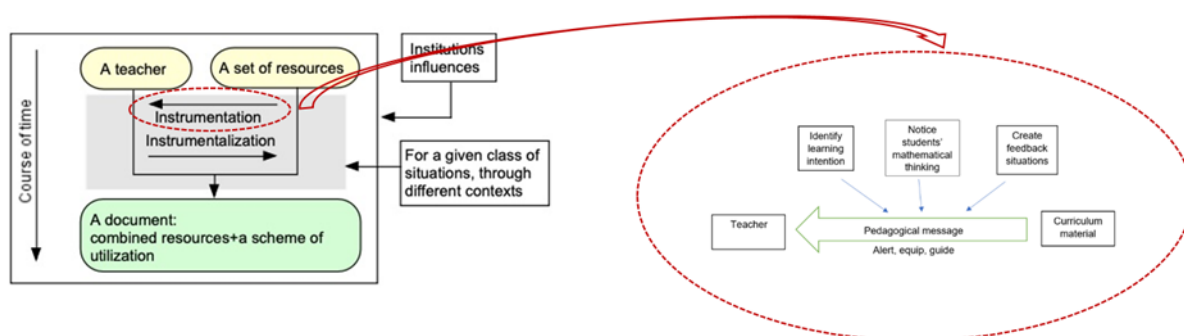 Course of time
A teacher
A set of resources
Instrumentation
Instrumentalization
A document:
combined resources+a scheme of
utilization
Institutions
influences
For a given class of
situations, through
different contexts
Identify
learning
intention
Notice
students'
mathematical
thinking
Create
feedback
situations
Teacher
Pedagogical message
Alert, equip, guide
Curriculum
material